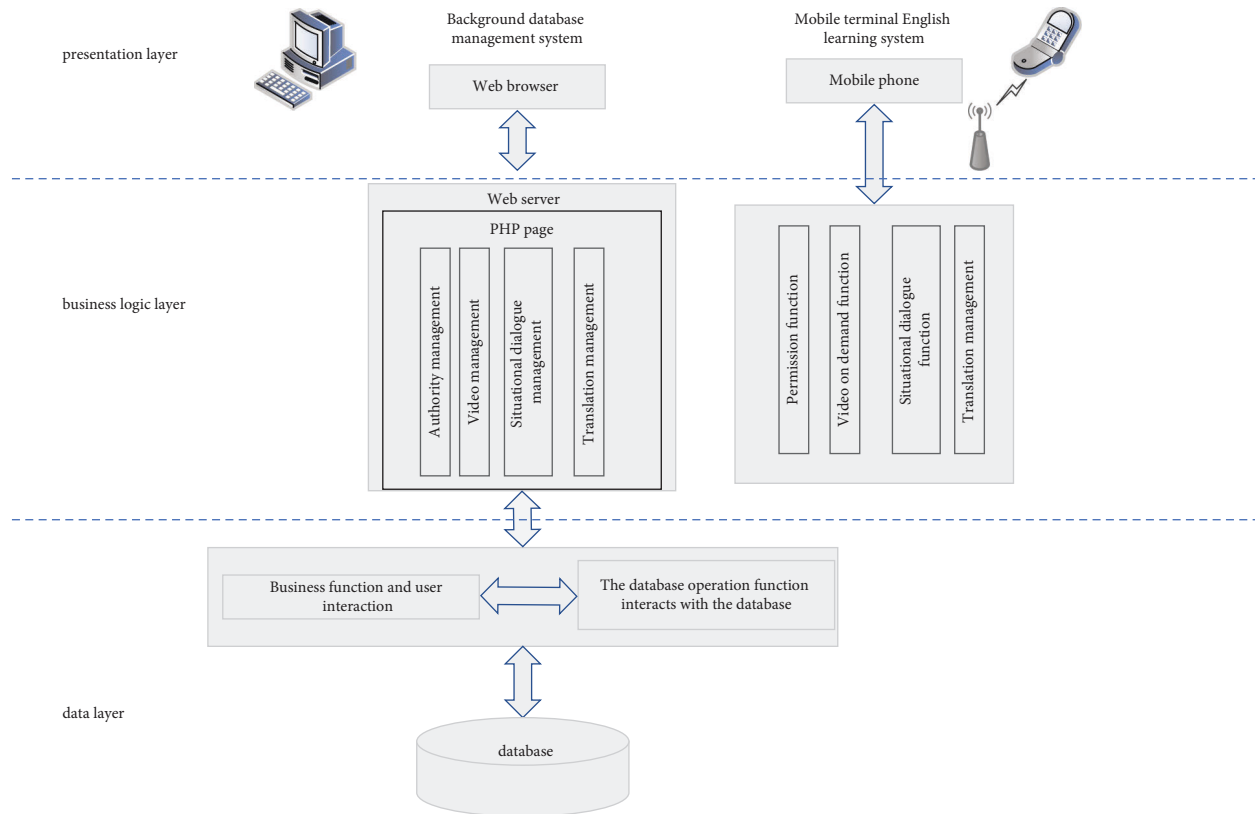 presentation layer
Background database
management system
Web browser
Mobile terminal English
learning system
Mobile phone
business logic layer
Web server
PHP page
Authority management
Video management
Situational dialogue
management
Translation management
Permission function
Video on demand function
Situational dialogue
function
Translation management
data layer
Business function and user
interaction
The database operation function
interacts with the database
database